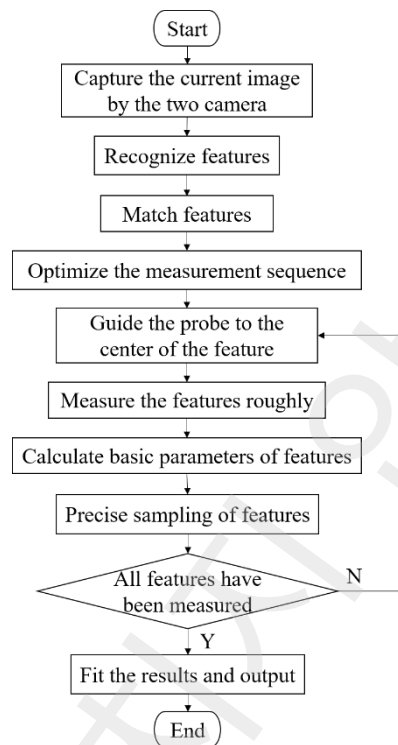 Start
Capture the current image
by the two camera
Recognize features
Match features
Optimize the measurement sequence
Guide the probe to the
center of the feature
Measure the features roughly
Calculate basic parameters of features
Precise sampling of features
All features have
been measured
N
Y
Fit the results and output
End